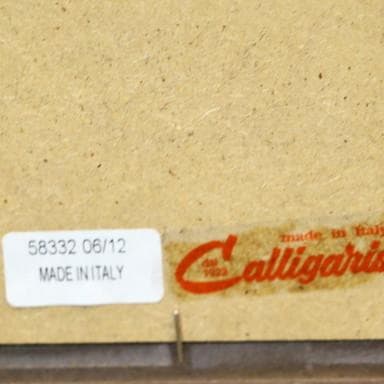 58332 06/12
MADE IN ITALY
made in Italy
dal
1923
Calligaris